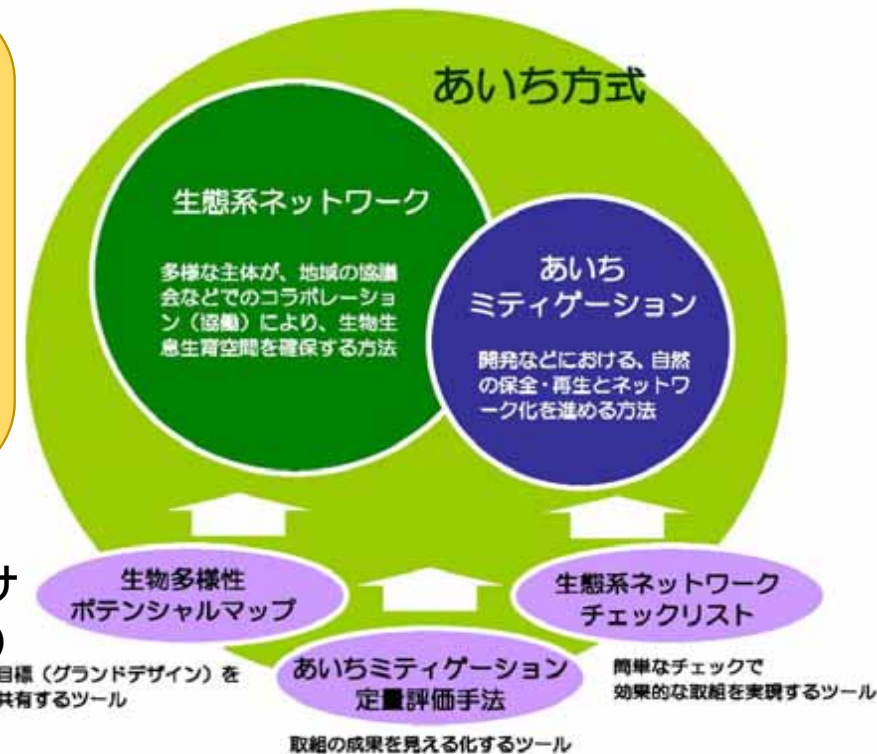 あいち方式
生態系ネットワーク
多様な主体が、地域の協議
会などでのコラボレーショ
ン（協働）により、生物生
息生育空間を確保する方法
あいち
ミティゲーション
開発などにおける、自然
の保全・再生とネットワ
ーク化を進める方法
け
）
生物多様性
ポテンシャルマップ
目標（グランドデザイン）を
共有するツール
あいちミティゲーション
定量評価手法
取組の成果を見える化するツール
生態系ネットワーク
チェックリスト
簡単なチェックで
効果的な取組を実現するツール